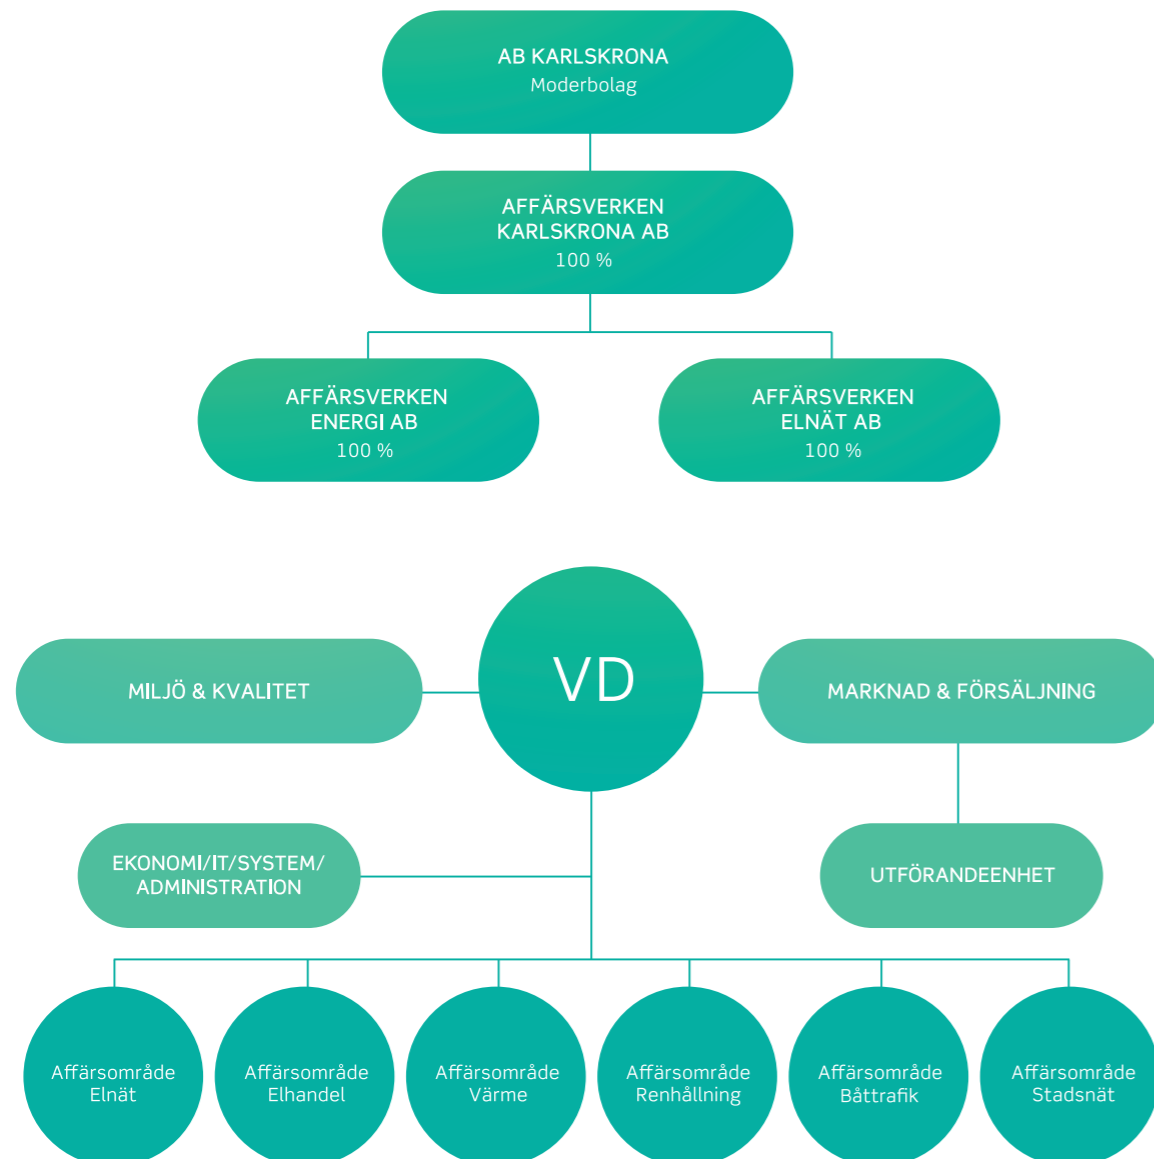 AB KARLSKRONA
Moderbolag
AFFÄRSVERKEN
KARLSKRONA AB
100 %
AFFÄRSVERKEN
ENERGI AB
100 %
AFFÄRSVERKEN
ELNÄT AB
100 %
VD
MILJÖ & KVALITET
MARKNAD & FÖRSÄLJNING
EKONOMI/IT/SYSTEM/
ADMINISTRATION
UTFÖRANDEENHET
Affärsområde
Elnät
Affärsområde
Elhandel
Affärsområde
Värme
Affärsområde
Renhållning
Affärsområde
Båttrafik
Affärsområde
Stadsnät